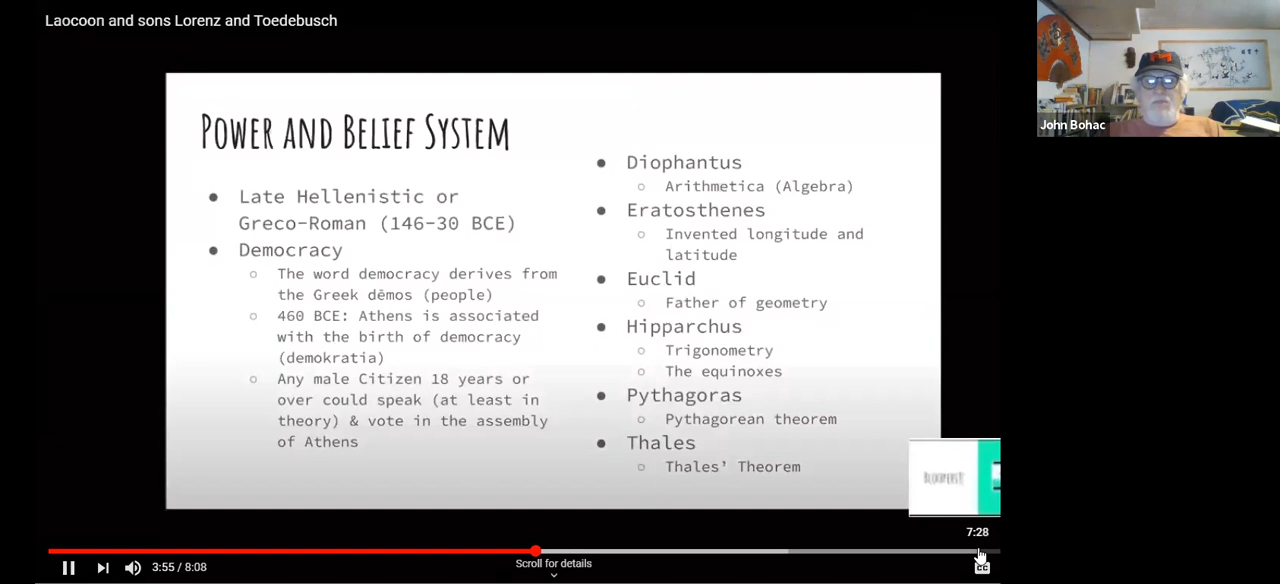 Laocoon and sons Lorenz and Toedebusch
POWER AND BELIEF SYSTEM
● Late Hellenistic or
Greco-Roman (146-30 BCE)
● Democracy
○ The word democracy derives from
the Greek dēmos (people)
○ 460 BCE: Athens is associated
with the birth of democracy
(demokratia)
○ Any male Citizen 18 years or
over could speak (at least in
theory) & vote in the assembly
of Athens
● Diophantus
○ Arithmetica (Algebra)
● Eratosthenes
○ Invented longitude and
latitude
● Euclid
○ Father of geometry
● Hipparchus
○ Trigonometry
○ The equinoxes
● Pythagoras
○ Pythagorean theorem
● Thales
○ Thales’ Theorem
John Bohac
7:28
3:55 / 8:08
Scroll for details
CC